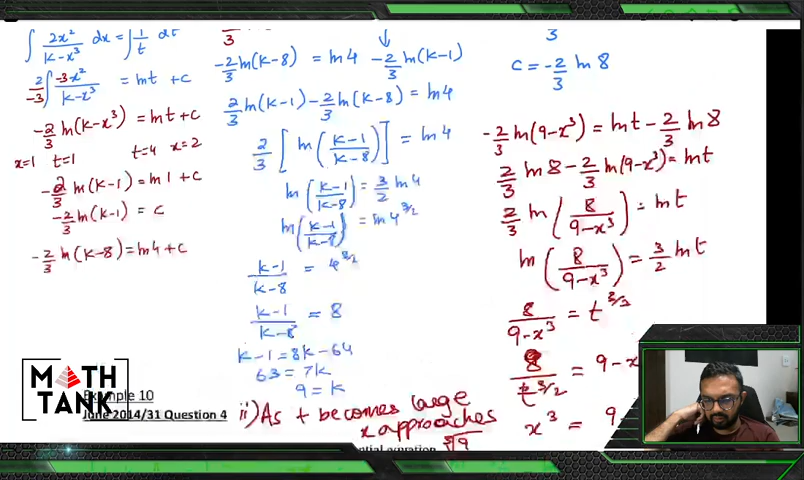 ∫ 2x²/(k-x³) dx = ∫ 1/t dt
2/-3 ∫ -3x²/(k-x³) = ln t + c
-2/3 ln(k-x³) = ln t + c
x=1 t=1 t=4 x=2
-2/3 ln(k-1) = ln 1 + c
-2/3 ln(k-1) = c
-2/3 ln(k-8) = ln 4 + c
MATH
TANK
Example 10
June 2014/31 Question 4
3
-2/3 ln(k-8) = ln 4 -2/3 ln(k-1)
2/3 ln(k-1) - 2/3 ln(k-8) = ln 4
2/3 [ ln( (k-1)/(k-8) ) ] = ln 4
ln( (k-1)/(k-8) ) = 3/2 ln 4
ln( (k-1)/(k-8) ) = ln 4^3/2
(k-1)/(k-8) = 4^3/2
(k-1)/(k-8) = 8
k-1 = 8k-64
63 = 7k
9 = k
ii) As t becomes large
x approaches
∛9
3
c = -2/3 ln 8
-2/3 ln(9-x³) = ln t - 2/3 ln 8
2/3 ln 8 - 2/3 ln(9-x³) = ln t
2/3 ln( 8/(9-x³) ) = ln t
ln( 8/(9-x³) ) = 3/2 ln t
8/(9-x³) = t^3/2
8/t^3/2 = 9-x
x³ = 9-